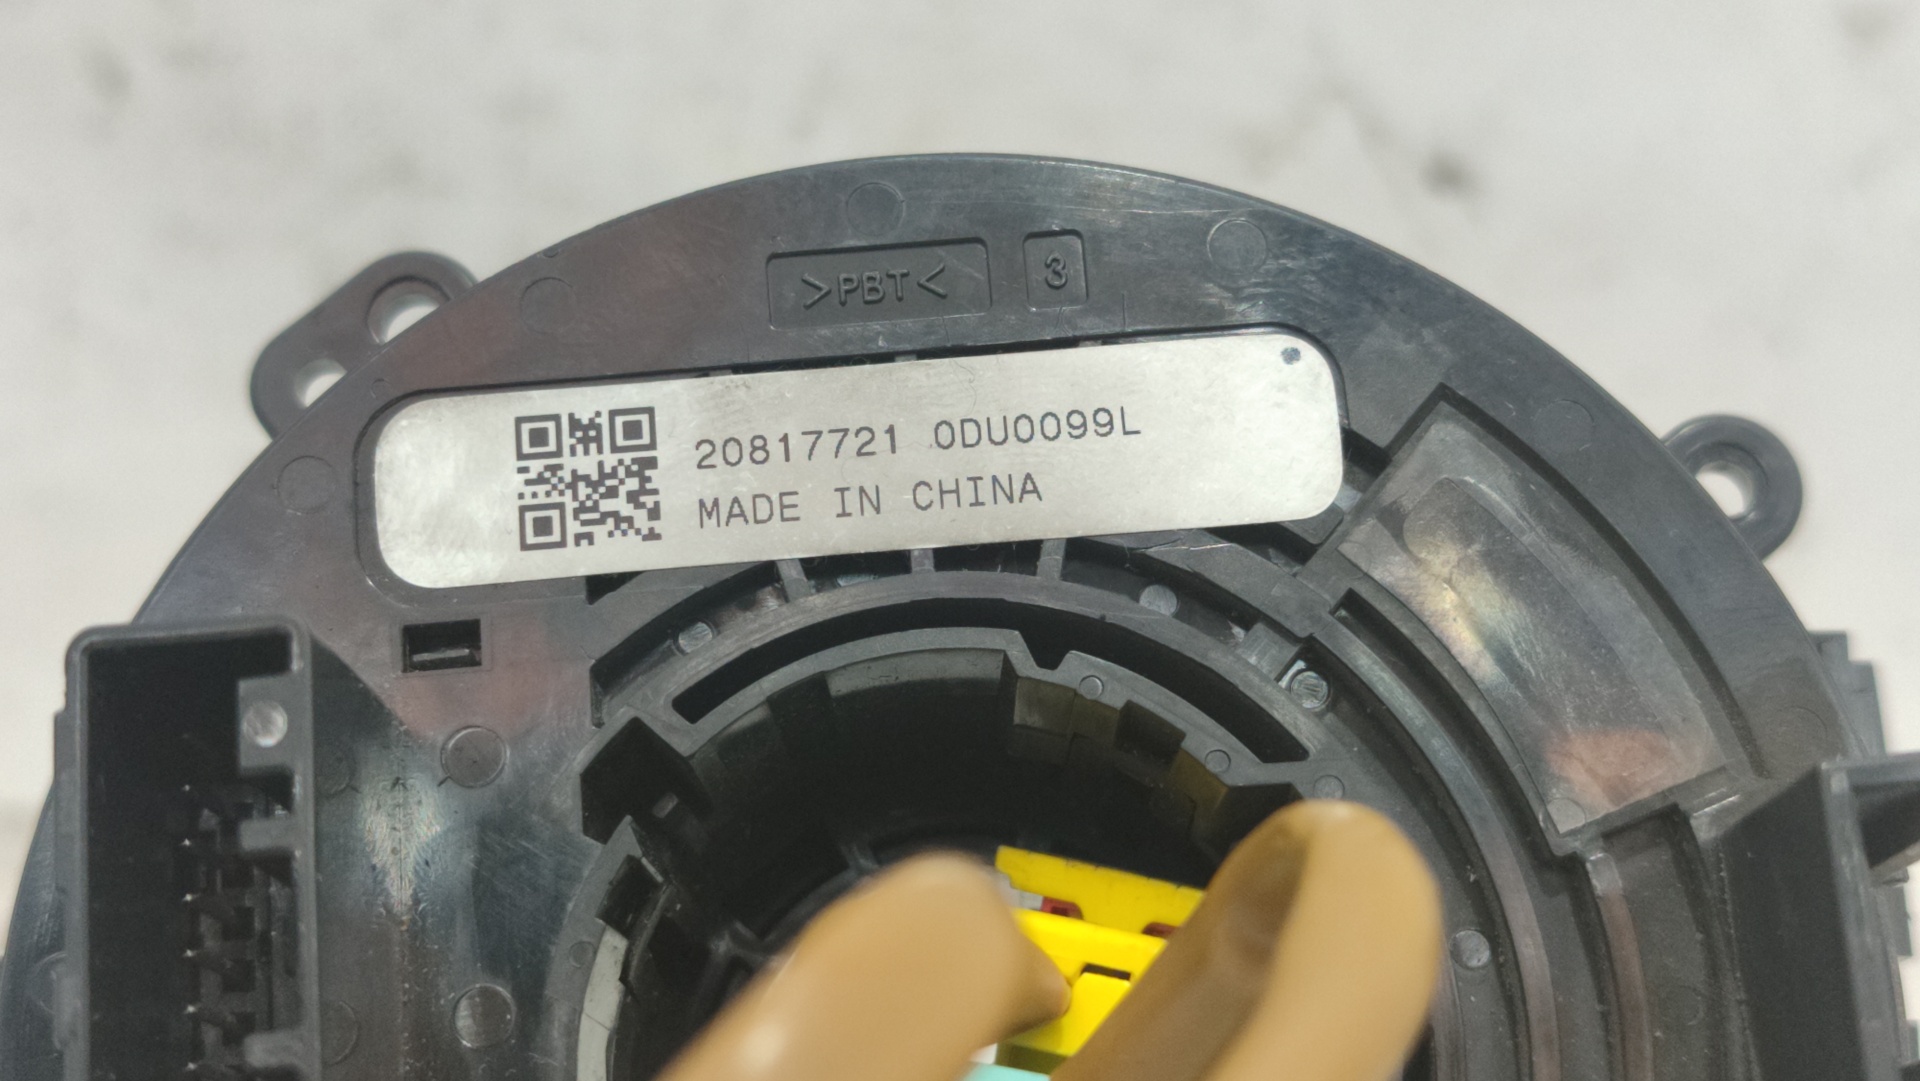 >PBT< 3
20817721 0DU0099L
MADE IN CHINA